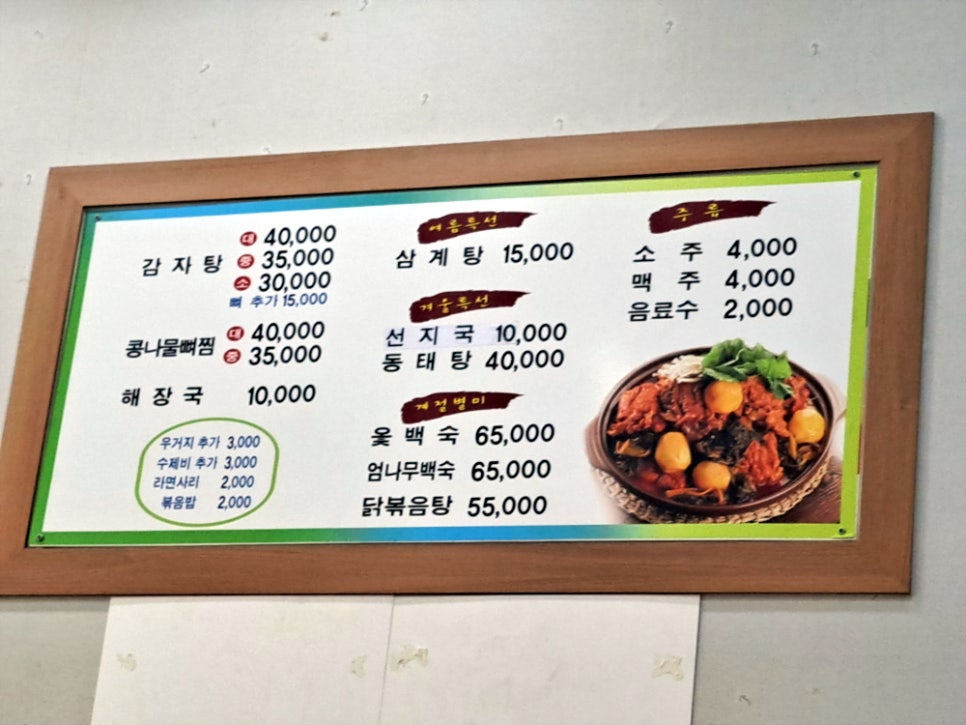 감자탕 대 40,000
중 35,000
소 30,000
뼈 추가 15,000
콩나물뼈찜 대 40,000
중 35,000
해장국 10,000
우거지 추가 3,000
수제비 추가 3,000
라면사리 2,000
볶음밥 2,000
여름특선
삼계탕 15,000
겨울특선
선지국 10,000
동태탕 40,000
계절별미
옻백숙 65,000
엄나무백숙 65,000
닭볶음탕 55,000
주류
소주 4,000
맥주 4,000
음료수 2,000